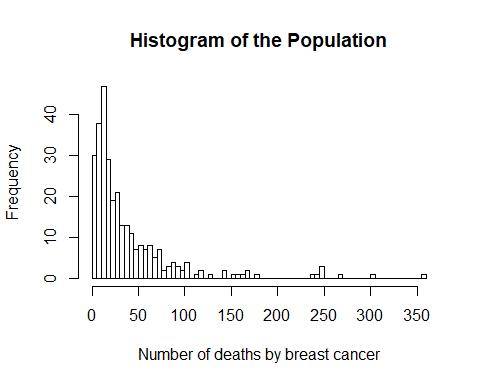 Histogram of the Population
Frequency
40
30
20
10
0
0 50 100 150 200 250 300 350
Number of deaths by breast cancer